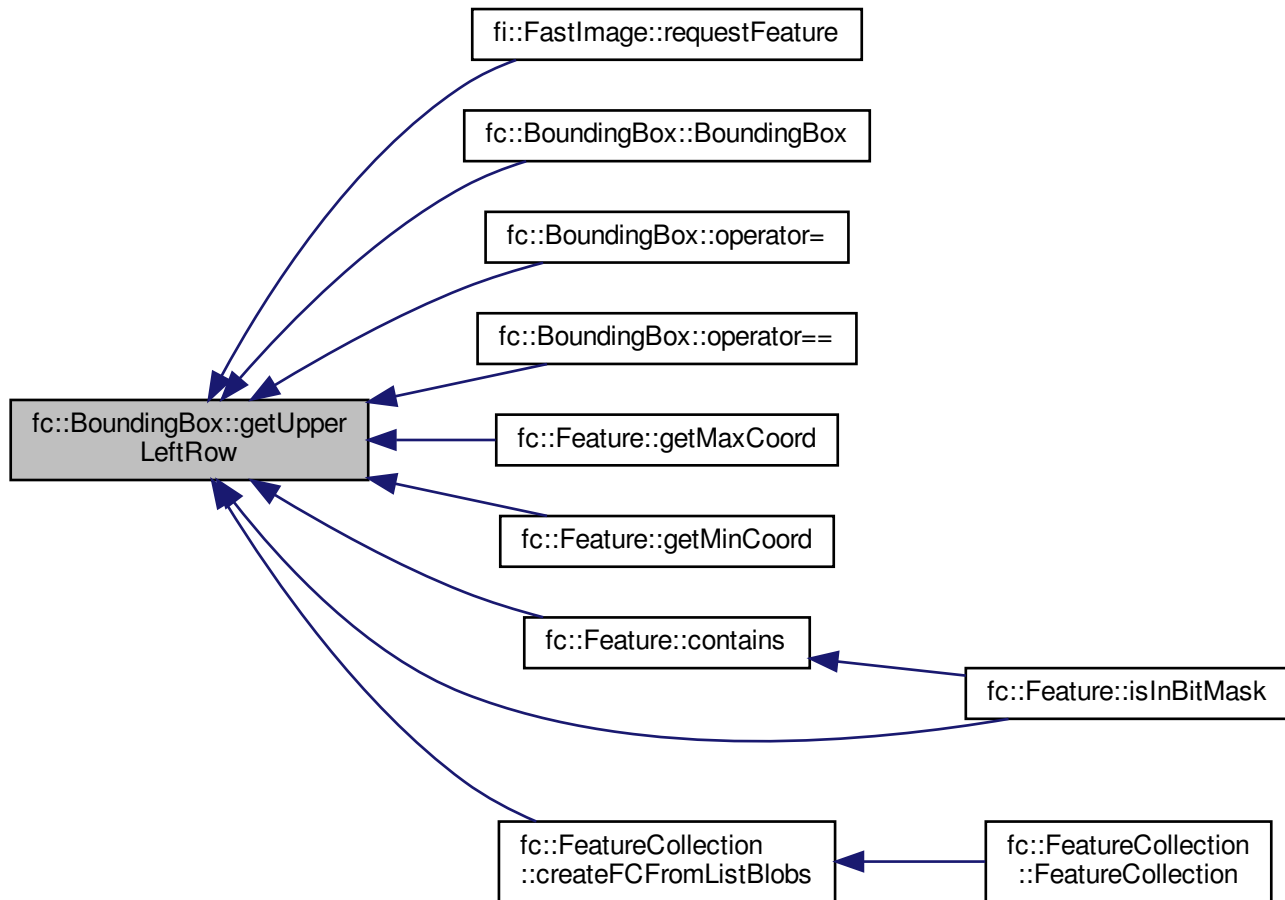 fi::FastImage::requestFeature
fc::BoundingBox::BoundingBox
fc::BoundingBox::operator=
fc::BoundingBox::operator==
fc::BoundingBox::getUpper
LeftRow
fc::Feature::getMaxCoord
fc::Feature::getMinCoord
fc::Feature::contains
fc::Feature::isInBitMask
fc::FeatureCollection
::createFCFromListBlobs
fc::FeatureCollection
::FeatureCollection